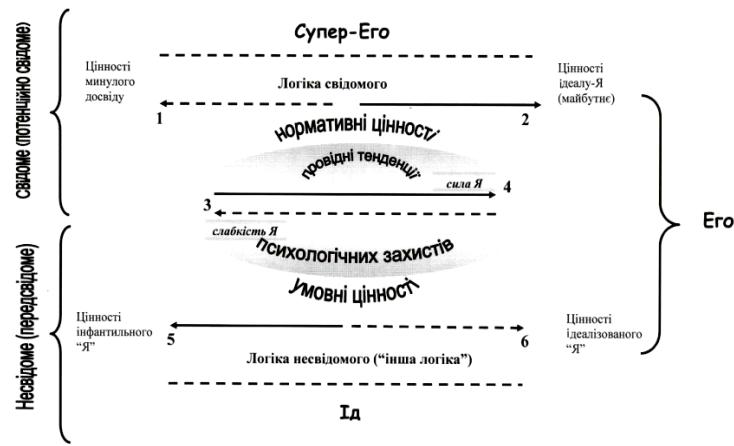 Супер-Его
Цінності
минулого
досвіду
Логіка свідомого
Цінності
ідеалу-Я
(майбутнє)
1
2
свідоме (потенційно свідоме)
нормативні цінності
провідні тенденції
сила Я
4
3
слабкість Я
Его
психологічних захистів
умовні цінності
Несвідоме (передсвідоме)
Цінності
інфантильного
“Я”
5
6
Цінності
ідеалізованого
“Я”
Логіка несвідомого (“інша логіка”)
Ід